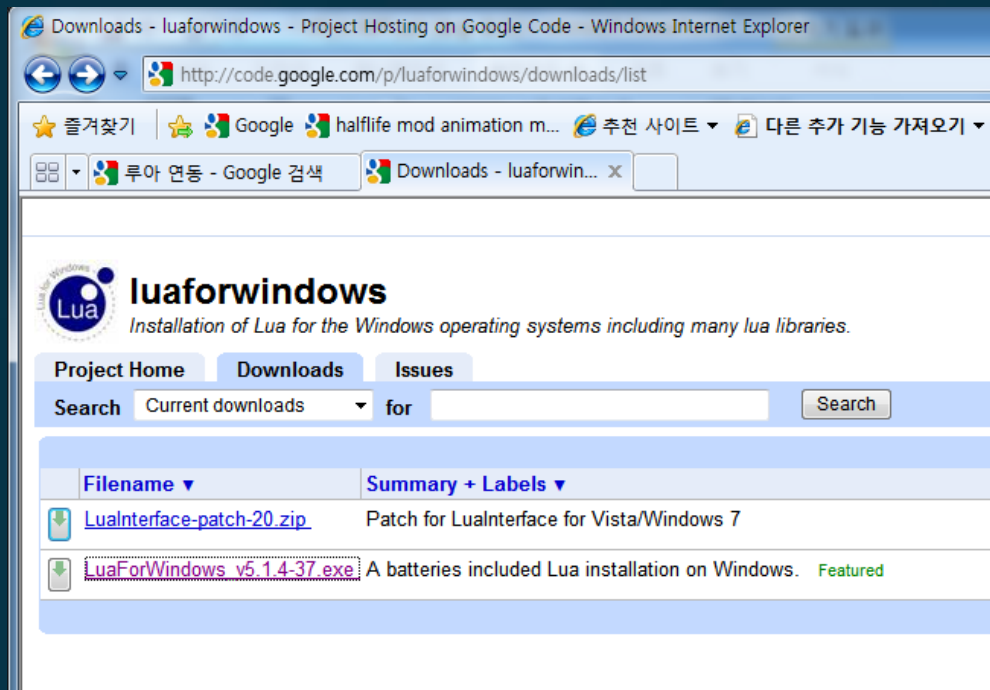 Downloads - luaforwindows - Project Hosting on Google Code - Windows Internet Explorer
http://code.google.com/p/luaforwindows/downloads/list
즐겨찾기 Google halflife mod animation m... 추천 사이트 ▼ 다른 추가 기능 가져오기 ▼
루아 연동 - Google 검색 Downloads - luaforwin... x
Lua for Windows
Lua
luaforwindows
Installation of Lua for the Windows operating systems including many lua libraries.
Project Home Downloads Issues
Search Current downloads for Search
Filename ▼ Summary + Labels ▼
LuaInterface-patch-20.zip Patch for LuaInterface for Vista/Windows 7
LuaForWindows_v5.1.4-37.exe A batteries included Lua installation on Windows. Featured